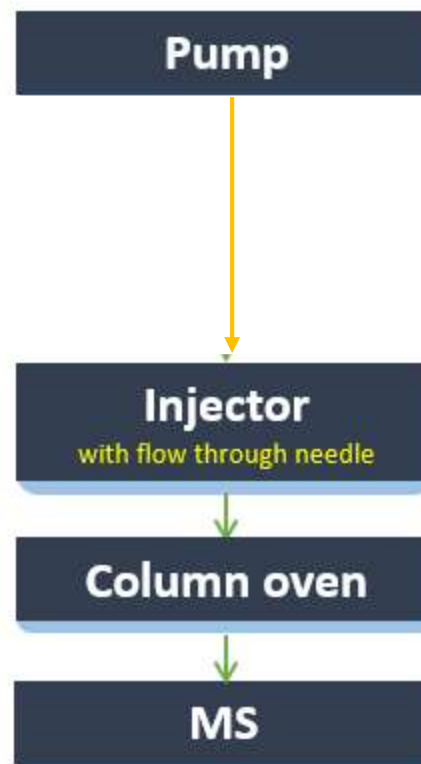 Pump
Injector
with flow through needle
Column oven
MS